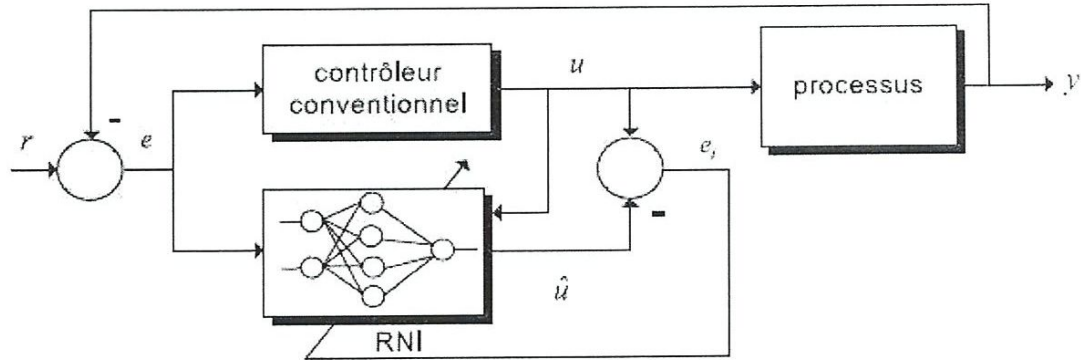 contrôleur
conventionnel
u
processus
y
-
r
e
e,
-
û
RNI